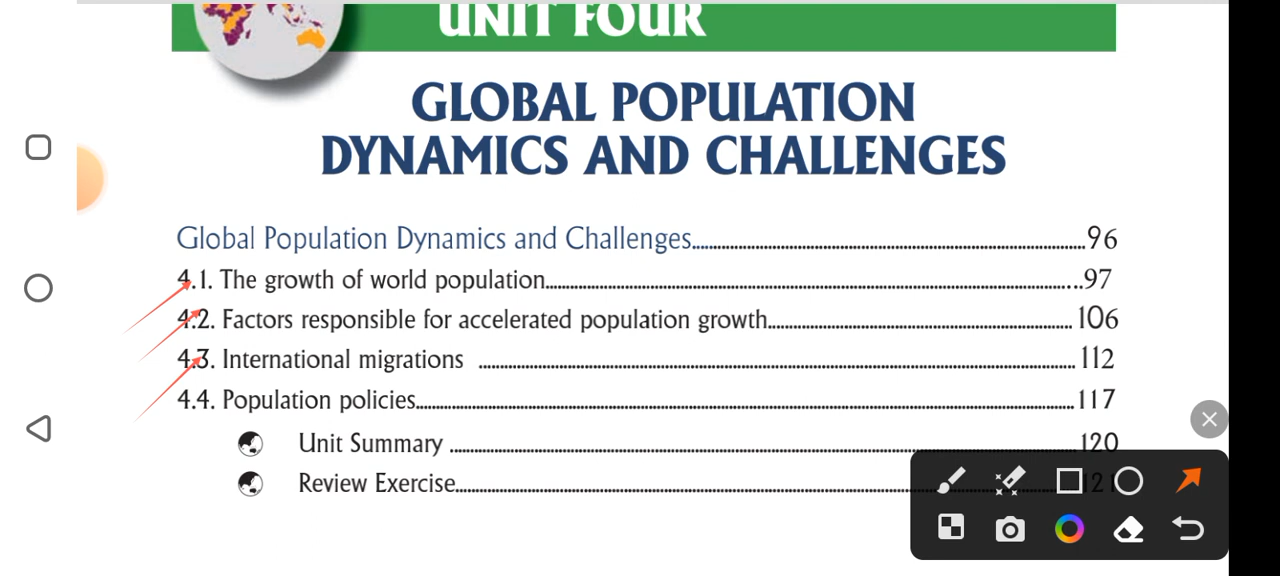 UNIT FOUR
GLOBAL POPULATION
DYNAMICS AND CHALLENGES
Global Population Dynamics and Challenges....96
4.1. The growth of world population....97
4.2. Factors responsible for accelerated population growth....106
4.3. International migrations ....112
4.4. Population policies....117
Unit Summary ....120
Review Exercise....121